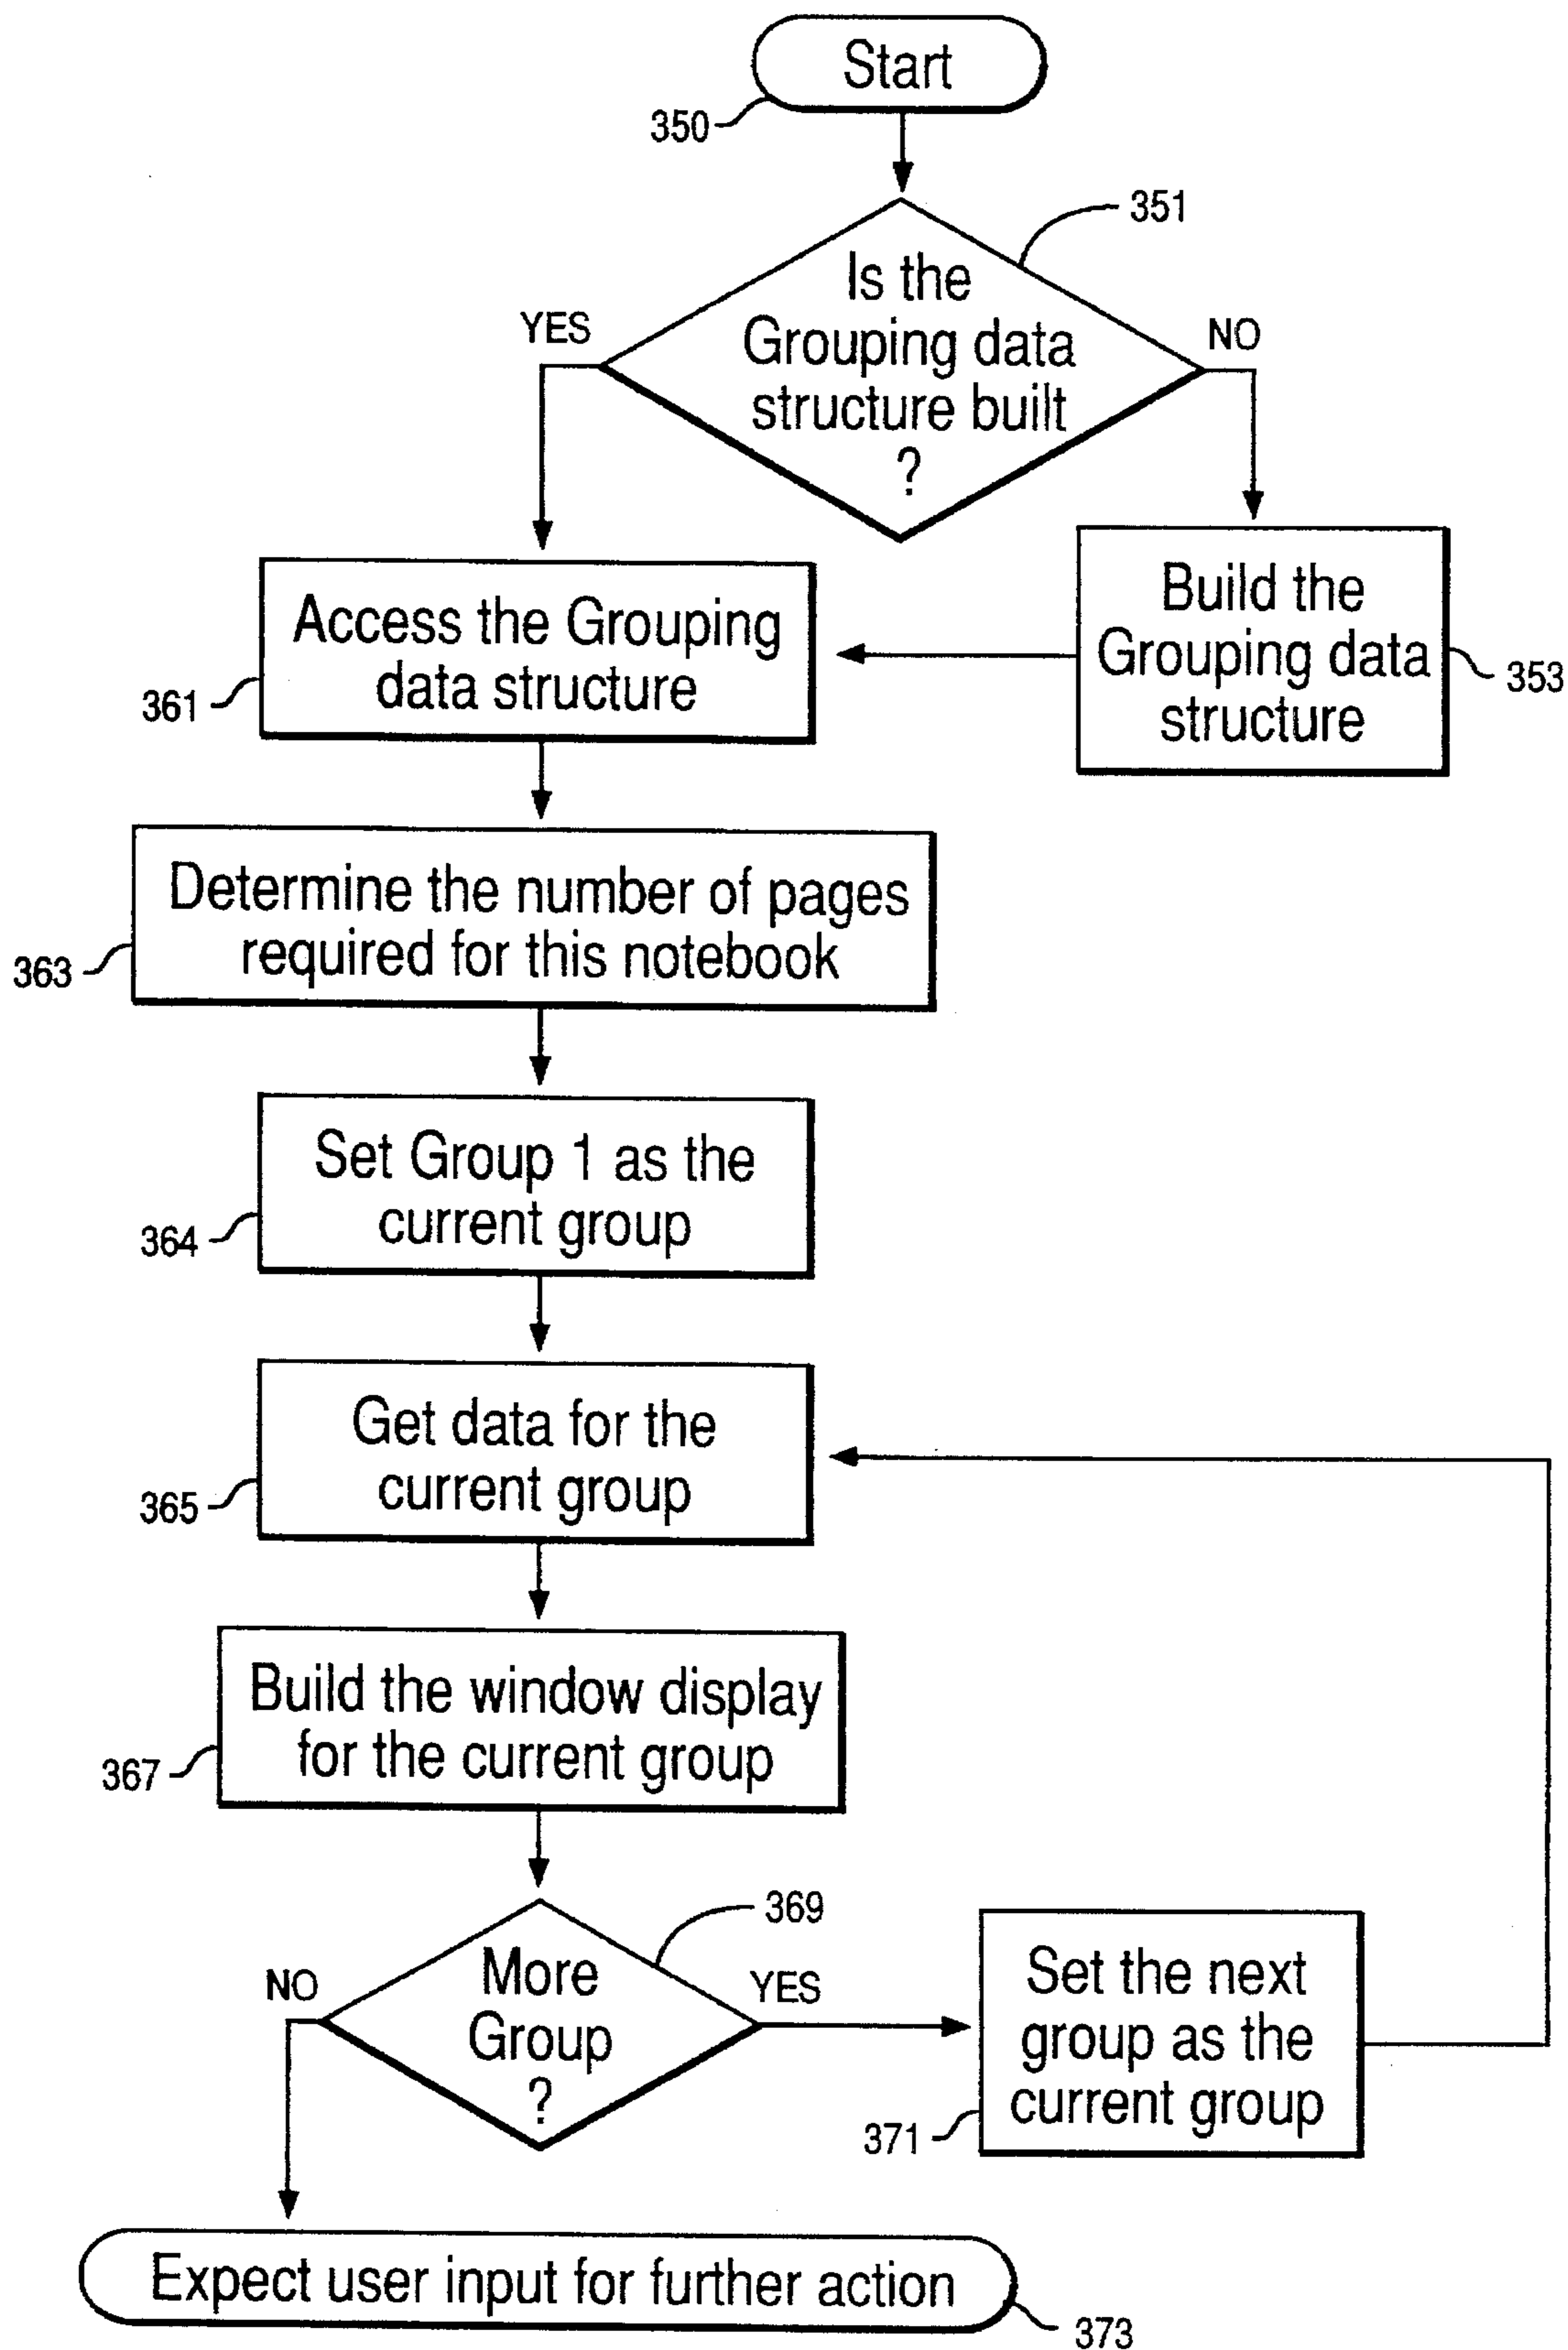 Start
350
351
Is the
Grouping data
structure built
?
YES
NO
Access the Grouping
data structure
361
Build the
Grouping data
structure
353
Determine the number of pages
required for this notebook
363
Set Group 1 as the
current group
364
Get data for the
current group
365
Build the window display
for the current group
367
369
More
Group
?
NO
YES
Set the next
group as the
current group
371
Expect user input for further action
373